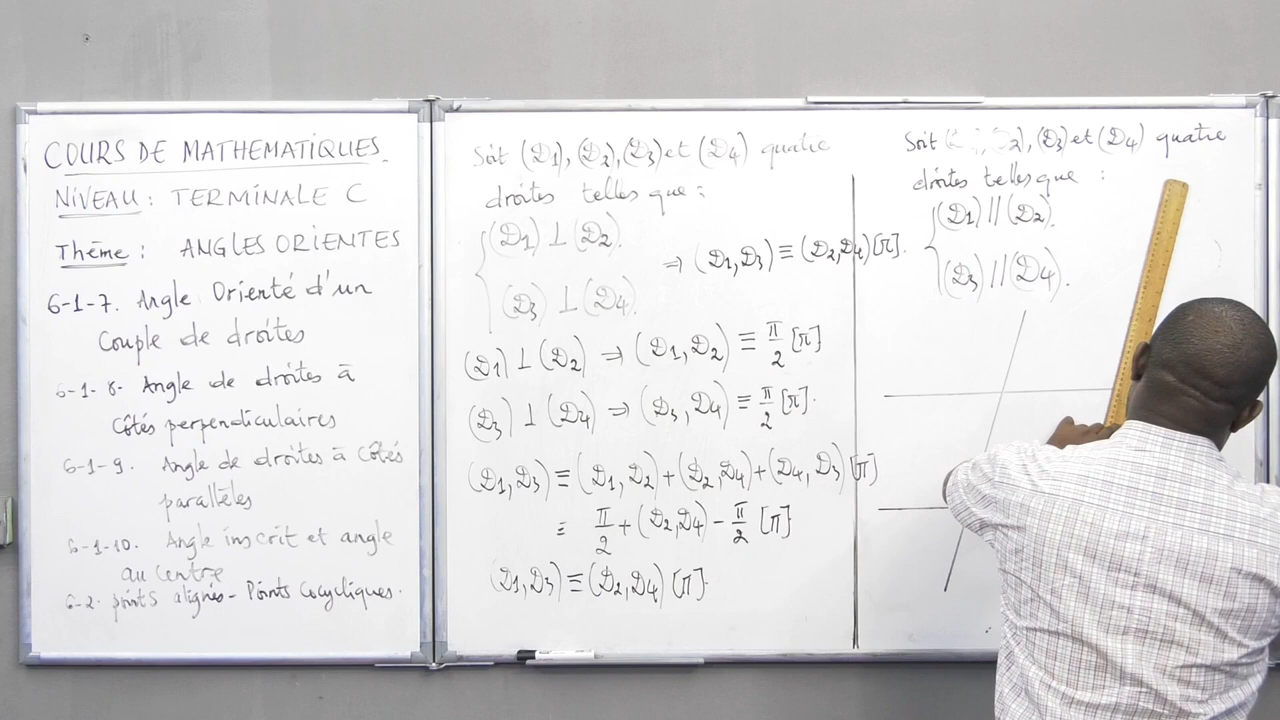 COURS DE MATHEMATIQUES.
NIVEAU : TERMINALE C
Thème : ANGLES ORIENTES
6-1-7. Angle Orienté d'un
Couple de droites
6-1-8- Angle de droites à
Côtés perpendiculaires
6-1-9. Angle de droites à Côtés
parallèles
6-1-10. Angle inscrit et angle
au centre
6-2. points alignés - Points Cocycliques.
Soit (D1), (D2), (D3) et (D4) quatre
droites telles que :
(D1) ⊥ (D2).
⇒ (D1, D3) ≡ (D2, D4) [π].
(D3) ⊥ (D4).
(D1) ⊥ (D2) ⇒ (D1, D2) ≡ π/2 [π]
(D3) ⊥ (D4) ⇒ (D3, D4) ≡ π/2 [π].
(D1, D3) ≡ (D1, D2) + (D2, D4) + (D4, D3) [π]
≡ π/2 + (D2, D4) - π/2 [π]
(D1, D3) ≡ (D2, D4) [π].
Soit (D2), (D3) et (D4) quatre
droites telles que :
(D1) // (D2).
(D3) // (D4).